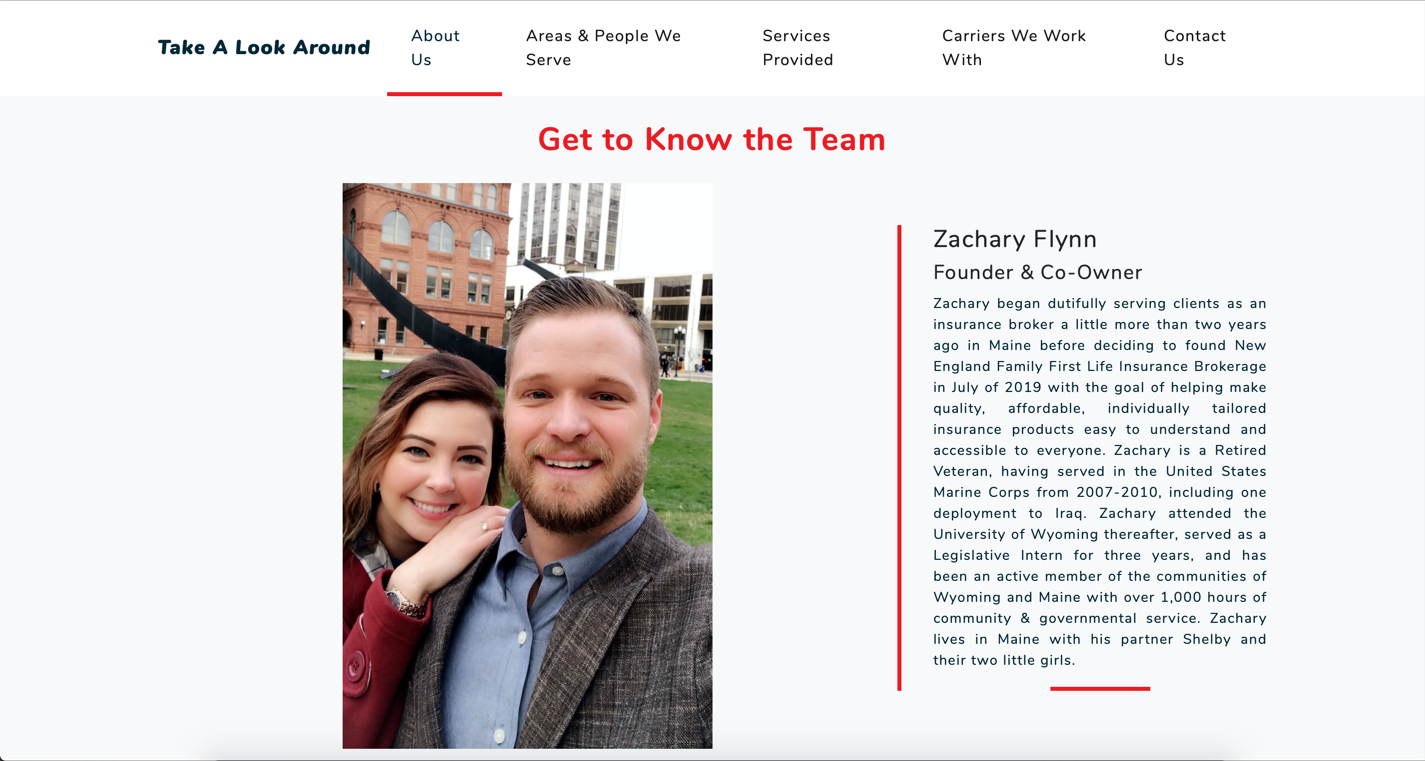 Take A Look Around
About
Us
Areas & People We
Serve
Services
Provided
Carriers We Work
With
Contact
Us
Get to Know the Team
Zachary Flynn
Founder & Co-Owner
Zachary began dutifully serving clients as an
insurance broker a little more than two years
ago in Maine before deciding to found New
England Family First Life Insurance Brokerage
in July of 2019 with the goal of helping make
quality, affordable, individually tailored
insurance products easy to understand and
accessible to everyone. Zachary is a Retired
Veteran, having served in the United States
Marine Corps from 2007-2010, including one
deployment to Iraq. Zachary attended the
University of Wyoming thereafter, served as a
Legislative Intern for three years, and has
been an active member of the communities of
Wyoming and Maine with over 1,000 hours of
community & governmental service. Zachary
lives in Maine with his partner Shelby and
their two little girls.